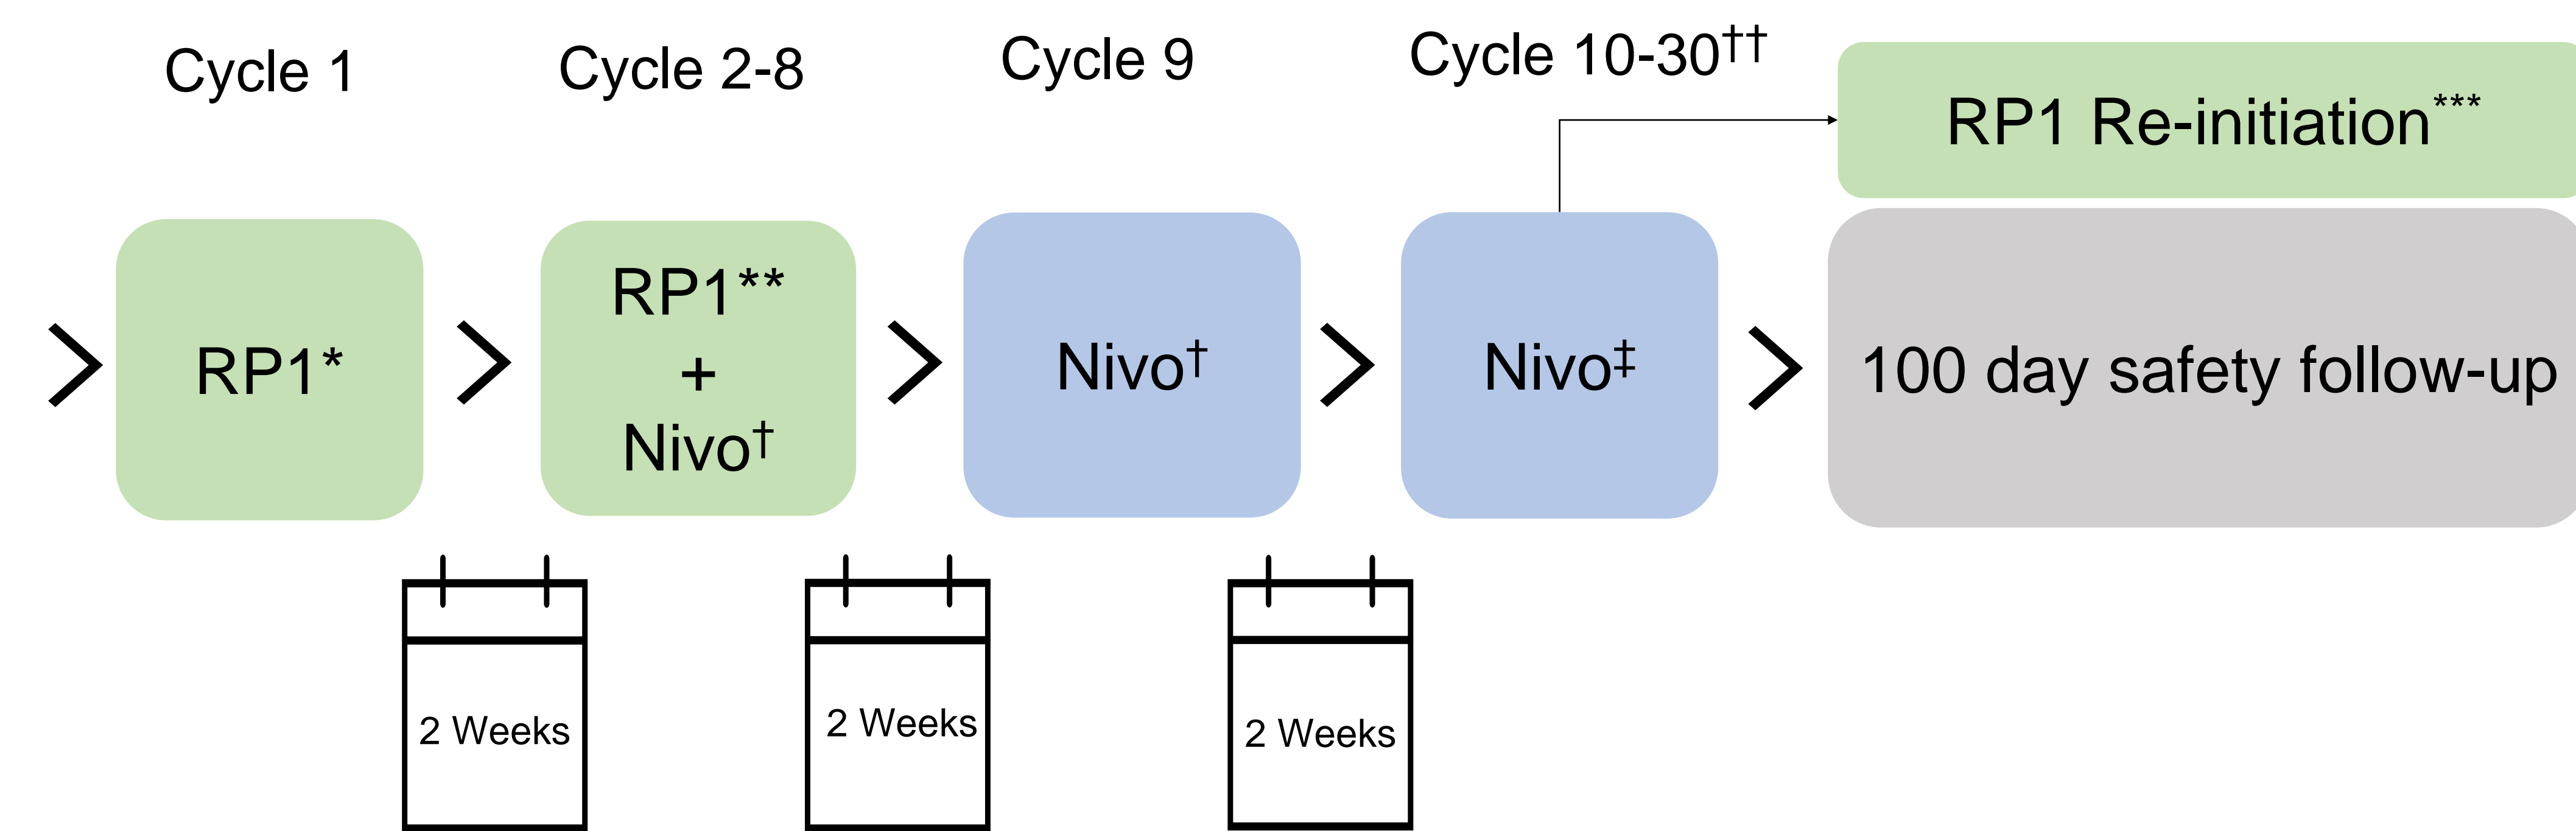 Cycle 1
Cycle 2-8
Cycle 9
Cycle 10-30††
RP1 Re-initiation***
RP1*
RP1**
+
Nivo†
Nivo†
Nivo‡
100 day safety follow-up
2 Weeks
2 Weeks
2 Weeks